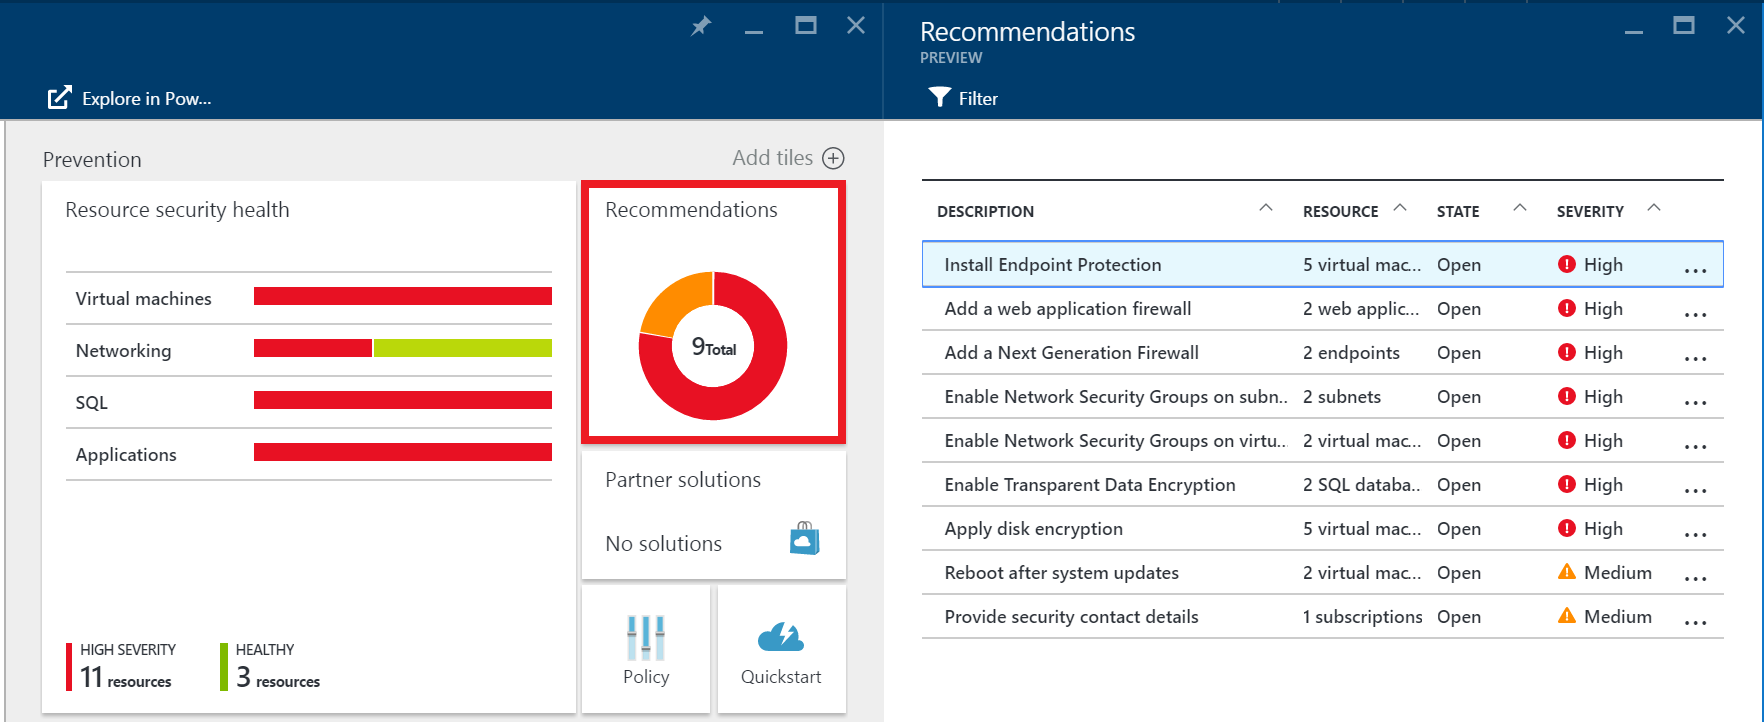 Explore in Pow...
Prevention
Add tiles
Resource security health
Virtual machines
Networking
SQL
Applications
HIGH SEVERITY
11 resources
HEALTHY
3 resources
Recommendations
9 Total
Partner solutions
No solutions
Policy
Quickstart
Recommendations
PREVIEW
Filter
DESCRIPTION RESOURCE STATE SEVERITY
Install Endpoint Protection 5 virtual mac... Open High ...
Add a web application firewall 2 web applic... Open High ...
Add a Next Generation Firewall 2 endpoints Open High ...
Enable Network Security Groups on subn.. 2 subnets Open High ...
Enable Network Security Groups on virtu... 2 virtual mac... Open High ...
Enable Transparent Data Encryption 2 SQL databa... Open High ...
Apply disk encryption 5 virtual mac... Open High ...
Reboot after system updates 2 virtual mac... Open Medium ...
Provide security contact details 1 subscriptions Open Medium ...